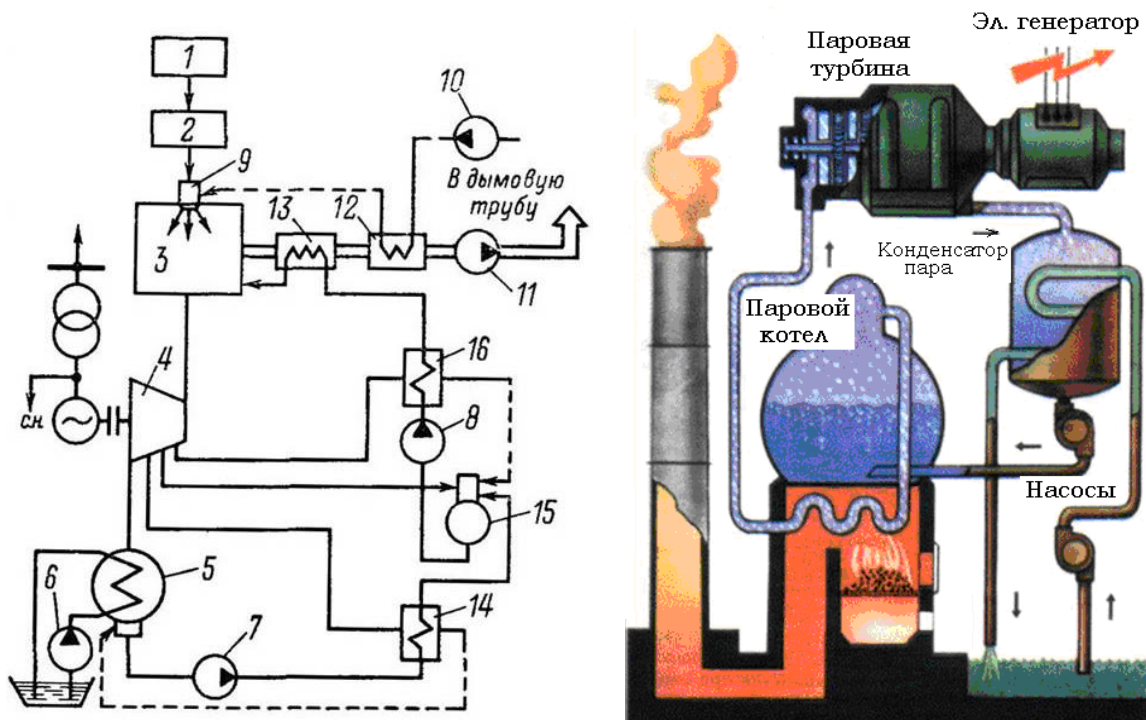 1
2
9
10
В дымовую
трубу
13
12
3
11
4
16
с.н.
8
15
5
6
14
7
Эл. генератор
Паровая
турбина
Конденсатор
пара
Паровой
котел
Насосы